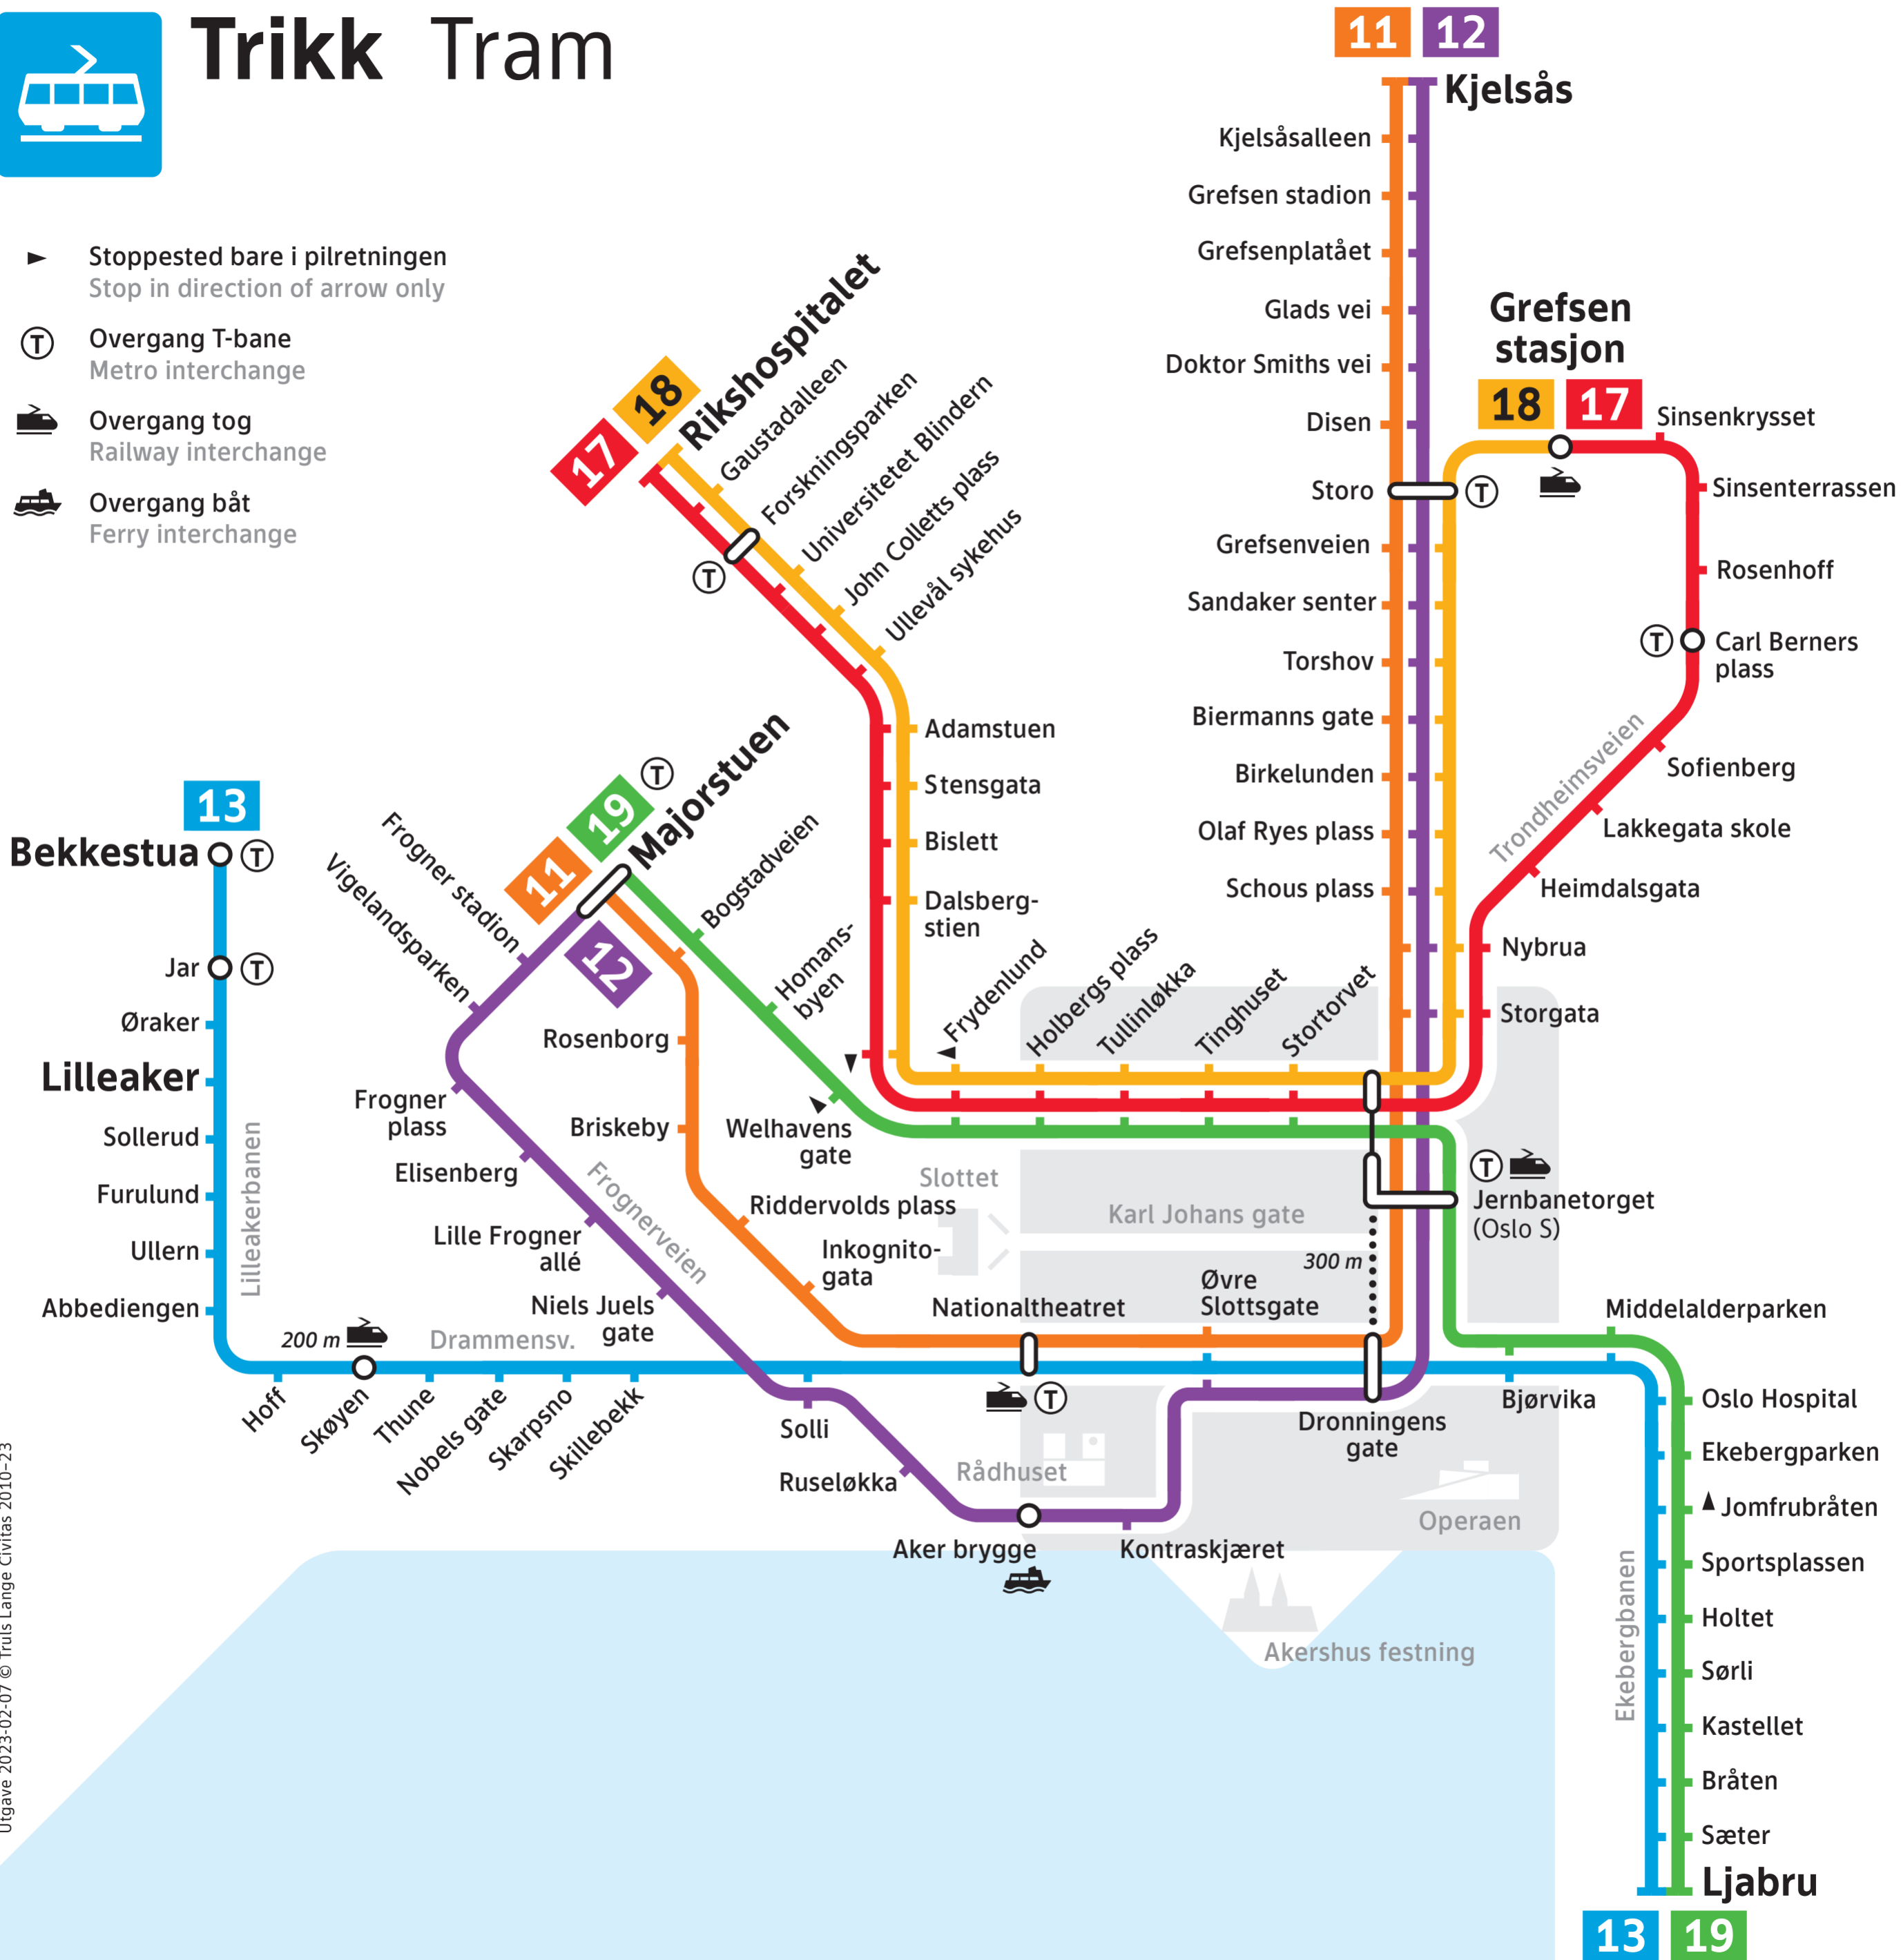 Trikk Tram
Stoppested bare i pilretningen
Stop in direction of arrow only
T
Overgang T-bane
Metro interchange
Overgang tog
Railway interchange
Overgang båt
Ferry interchange
11 12
Kjelsås
Kjelsåsalleen
Grefsen stadion
Grefsenplatået
Glads vei
Doktor Smiths vei
Disen
Storo
T
Grefsenveien
Sandaker senter
Torshov
Biermanns gate
Birkelunden
Olaf Ryes plass
Schous plass
Nybrua
Storgata
Grefsen
stasjon
18 17
Sinsenkrysset
Sinsenterrassen
Rosenhoff
T
Carl Berners
plass
Trondheimsveien
Sofienberg
Lakkegata skole
Heimdalsgata
17 18
Rikshospitalet
Gaustadalleen
Forskningsparken
T
Universitetet Blindern
John Colletts plass
Ullevål sykehus
Adamstuen
Stensgata
Bislett
Dalsberg-
stien
Frydenlund
Holbergs plass
Tullinløkka
Tinghuset
Stortorvet
11 19
T
Majorstuen
12
Bogstadveien
Homans-
byen
Welhavens
gate
Rosenborg
Briskeby
Riddervolds plass
Inkognito-
gata
Frogner stadion
Vigelandsparken
Frogner
plass
Elisenberg
Lille Frogner
allé
Niels Juels
gate
Frognerveien
13
Bekkestua
T
Jar
T
Øraker
Lilleaker
Sollerud
Furulund
Ullern
Abbediengen
Lilleakerbanen
200 m
Drammensv.
Hoff
Skøyen
Thune
Nobels gate
Skarpsno
Skillebekk
Solli
Ruseløkka
Aker brygge
Kontraskjæret
Slottet
Karl Johans gate
300 m
Nationaltheatret
T
Øvre
Slottsgate
Dronningens
gate
T
Jernbanetorget
(Oslo S)
Rådhuset
Operaen
Akershus festning
Middelalderparken
Bjørvika
Oslo Hospital
Ekebergparken
Jomfrubråten
Sportsplassen
Holtet
Sørli
Kastellet
Bråten
Sæter
Ljabru
Ekebergbanen
13 19
Utgave 2023-02-07 © Truls Lange Civitas 2010–23